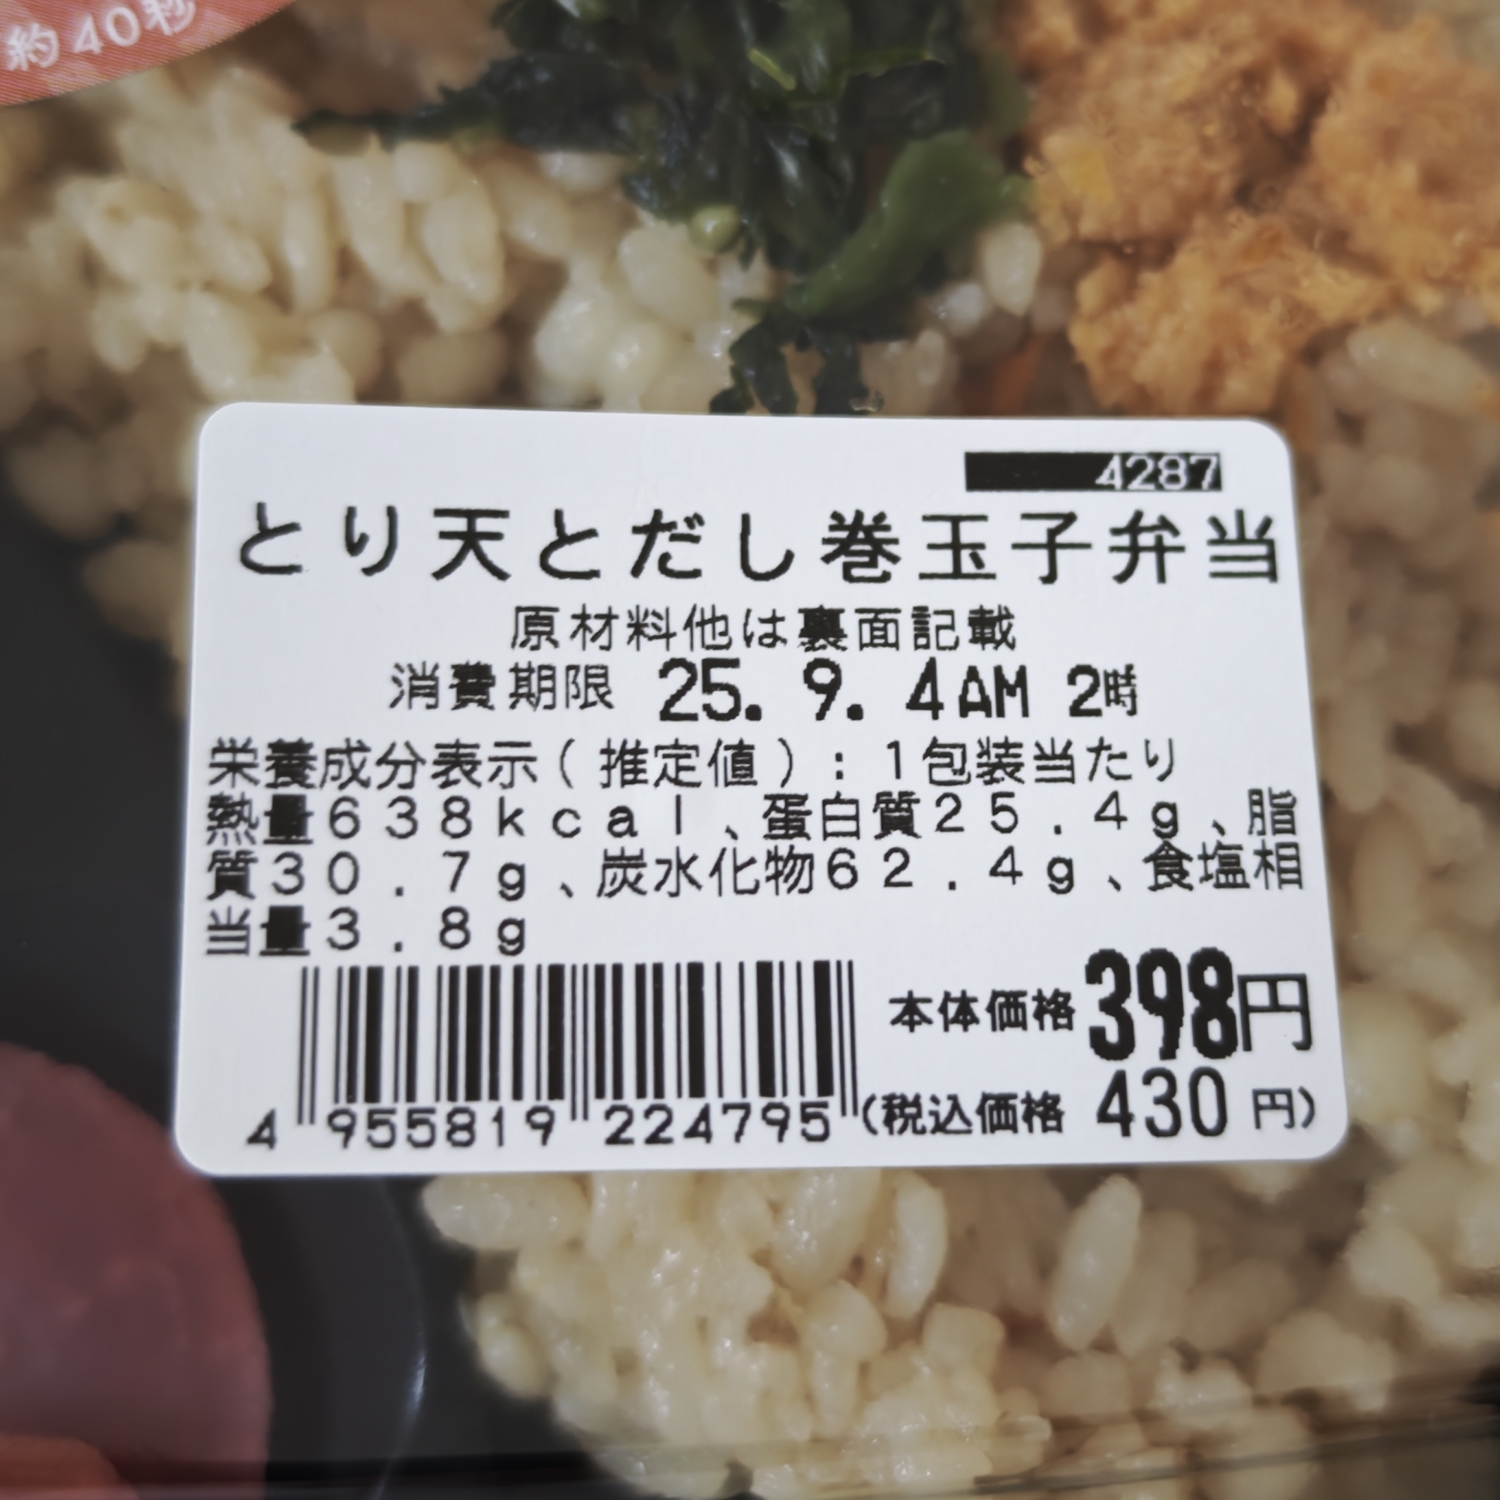 約40秒
4287
とり天とだし巻玉子弁当
原材料他は裏面記載
消費期限 25. 9. 4AM 2時
栄養成分表示(推定値):1包装当たり
熱量638kcal、蛋白質25.4g、脂
質30.7g、炭水化物62.4g、食塩相
当量3.8g
本体価格398円
4 955819 224795 (税込価格 430 円)